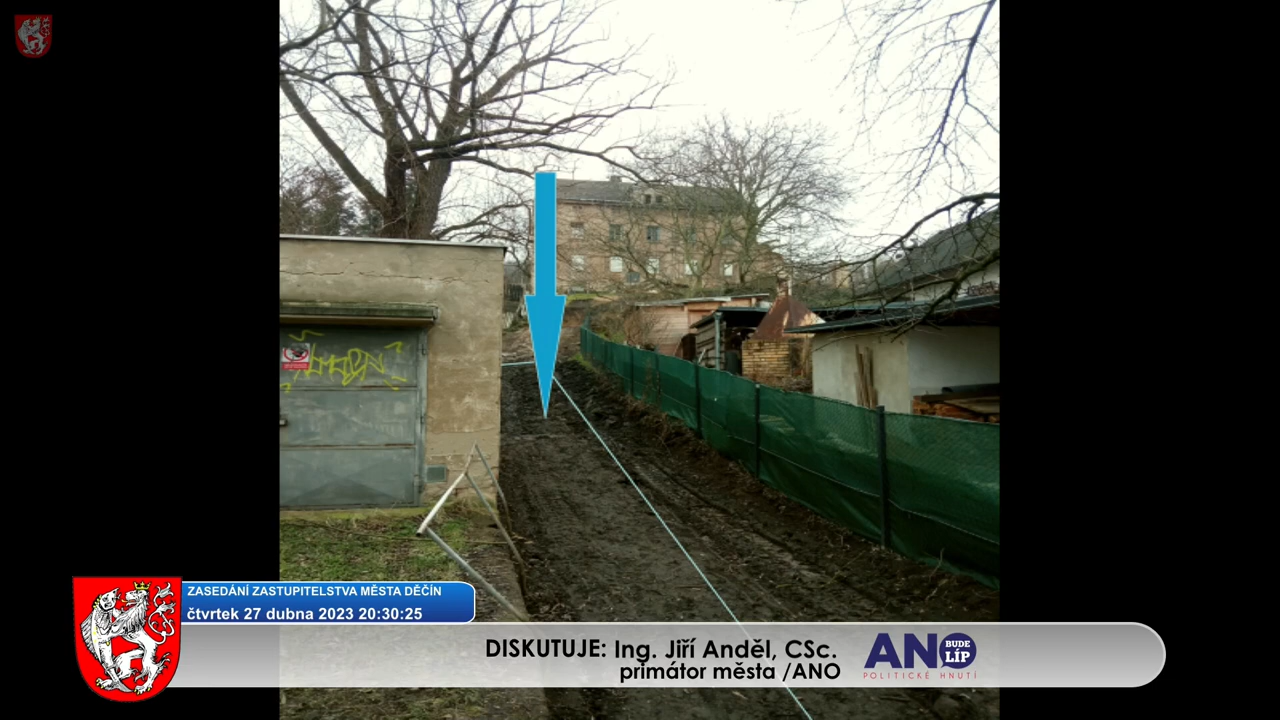 ZASEDÁNÍ ZASTUPITELSTVA MĚSTA DĚČÍN
čtvrtek 27 dubna 2023 20:30:25
DISKUTUJE: Ing. Jiří Anděl, CSc.
primátor města /ANO
ANO
BUDE
LÍP
POLITICKÉ HNUTÍ